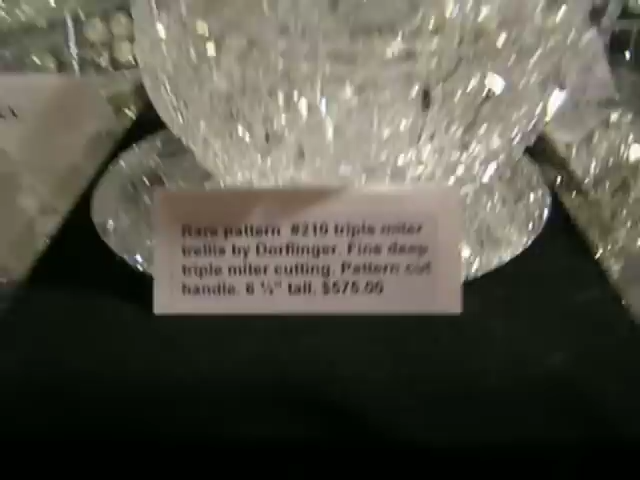 Rare pattern #210 triple miter
trellis by Dorflinger. Fine deep
triple miter cutting. Pattern cut
handle. 6 ½" tall. $575.00